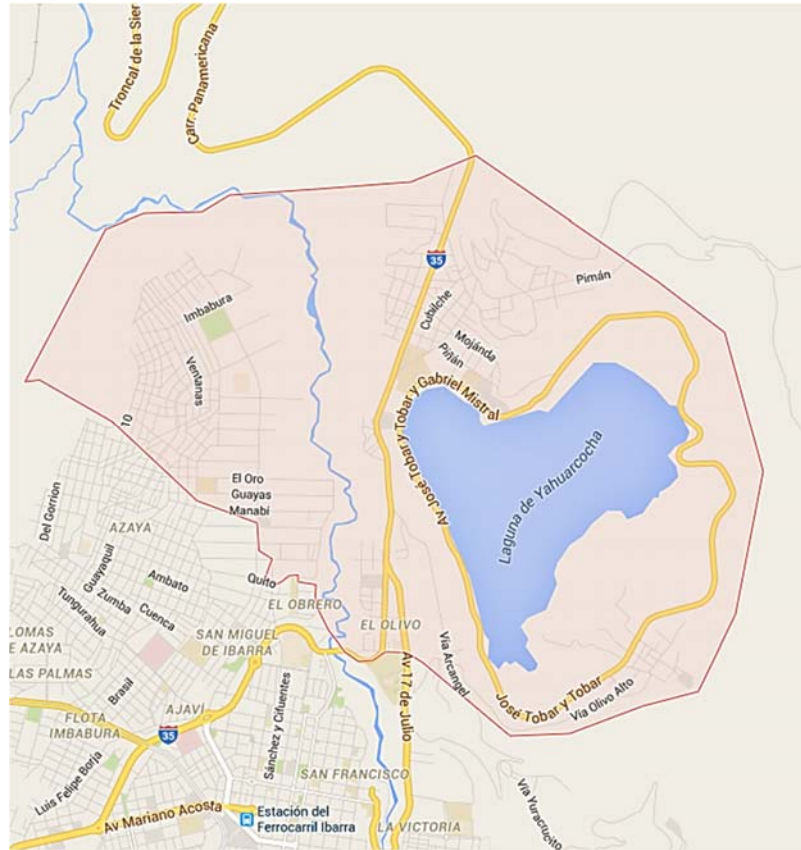 Troncal de la Sier
Carr. Panamericana
35
Pimán
Imbabura
Cubilche
Mojánda
Piñán
Ventanas
Av José Tobar y Tobar y Gabriel Mistral
10
Laguna de Yahuarcocha
El Oro
Guayas
Manabí
Del Gorrion
AZAYA
Guayaquil
Ambato
Quito
Zumba
Tungurahua
Cuenca
EL OBRERO
EL OLIVO
LOMAS
E AZAYA
SAN MIGUEL
DE IBARRA
Vía Arcangel
LAS PALMAS
Av 17 de Julio
Brasil
José Tobar y Tobar
Vía Olivo Alto
AJAVÍ
FLOTA
IMBABURA
35
Sánchez y Cifuentes
Luis Felipe Borja
SAN FRANCISCO
Vía Yuracrucito
Av Mariano Acosta
Estación del
Ferrocarril Ibarra
LA VICTORIA